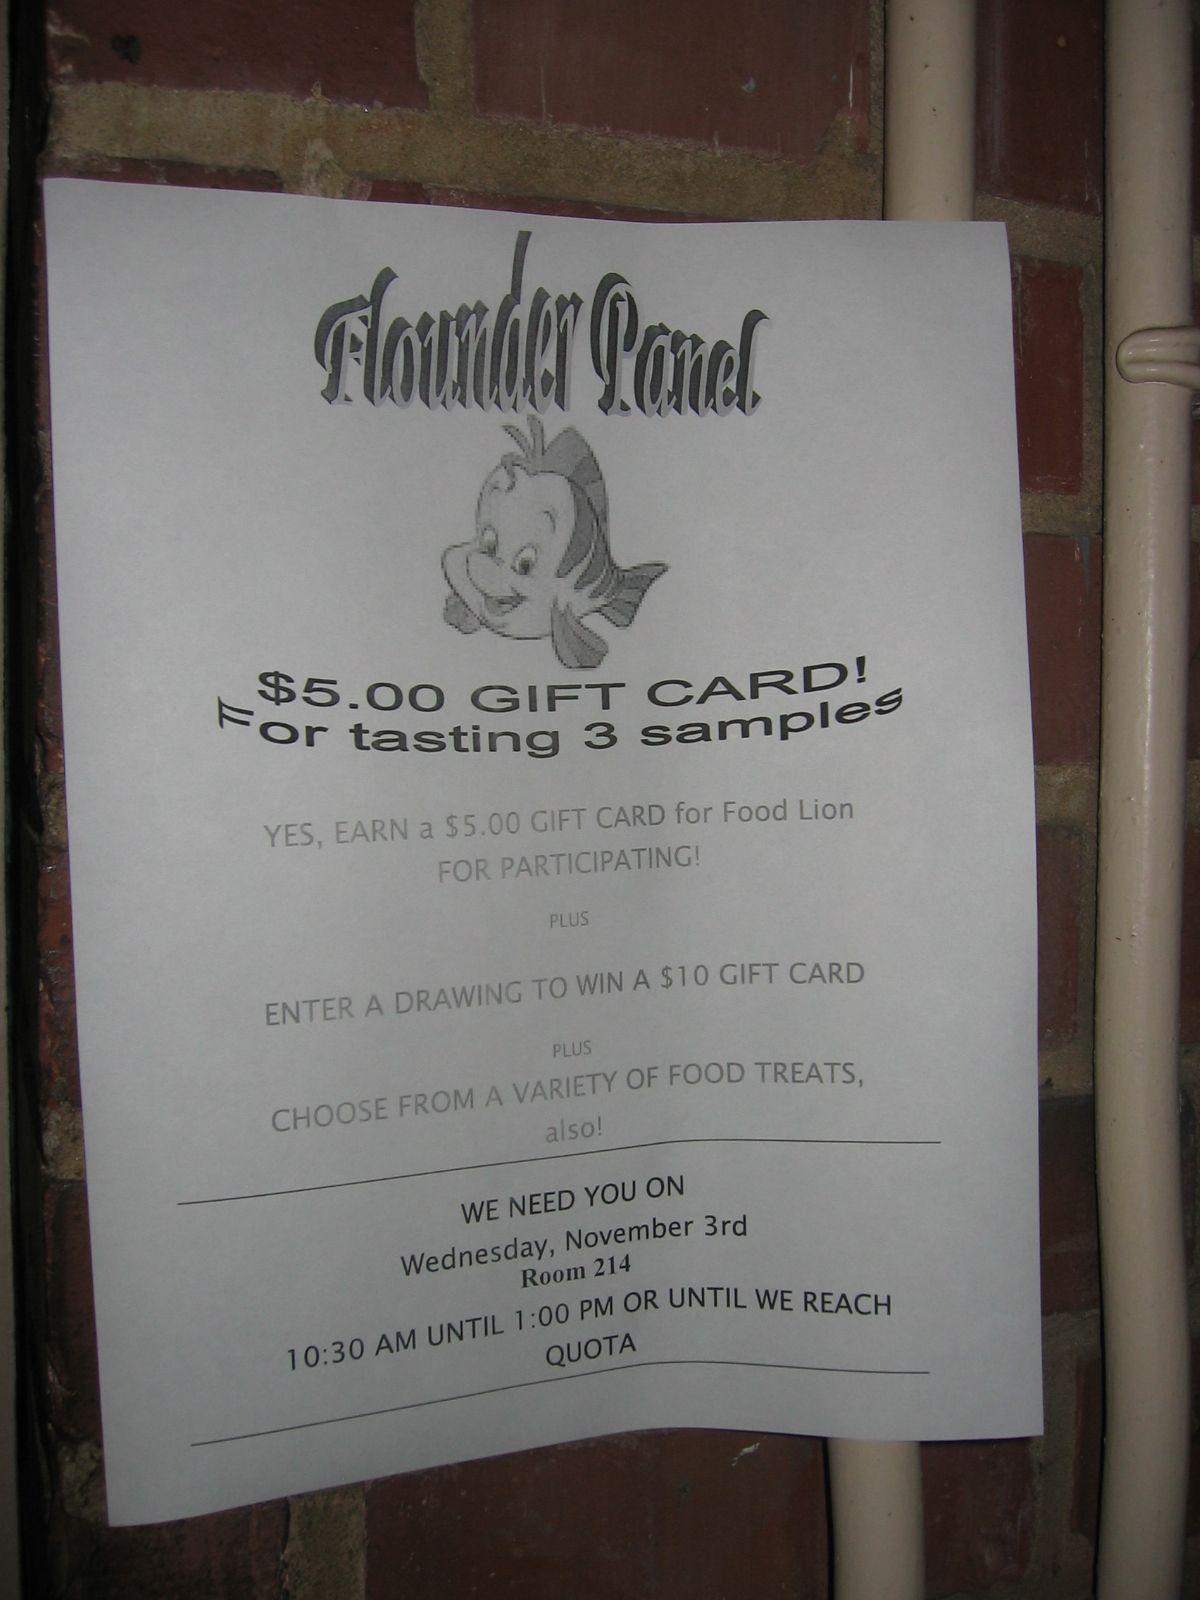 Flounder Panel
$5.00 GIFT CARD!
For tasting 3 samples
YES, EARN a $5.00 GIFT CARD for Food Lion
FOR PARTICIPATING!
PLUS
ENTER A DRAWING TO WIN A $10 GIFT CARD
PLUS
CHOOSE FROM A VARIETY OF FOOD TREATS,
also!
WE NEED YOU ON
Wednesday, November 3rd
Room 214
10:30 AM UNTIL 1:00 PM OR UNTIL WE REACH
QUOTA